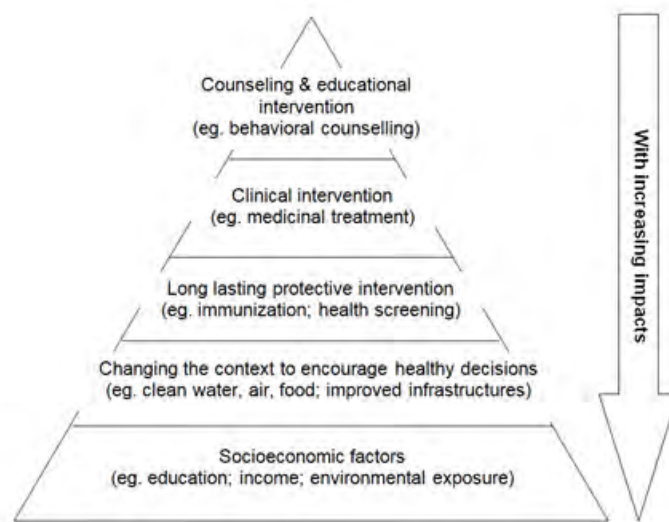 Counseling & educational
intervention
(eg. behavioral counselling)
Clinical intervention
(eg. medicinal treatment)
Long lasting protective intervention
(eg. immunization; health screening)
Changing the context to encourage healthy decisions
(eg. clean water, air, food; improved infrastructures)
Socioeconomic factors
(eg. education; income; environmental exposure)
With increasing impacts